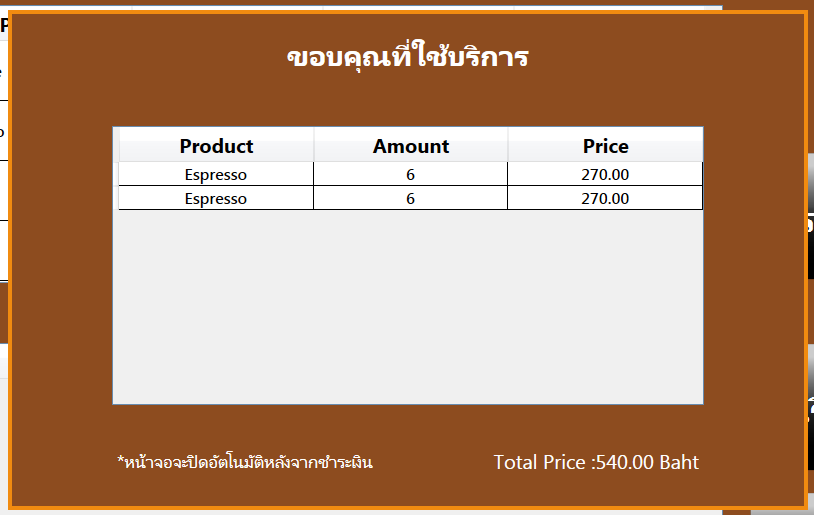 ขอบคุณที่ใช้บริการ
Product Amount Price
Espresso 6 270.00
Espresso 6 270.00
*หน้าจอจะปิดอัตโนมัติหลังจากชำระเงิน
Total Price :540.00 Baht